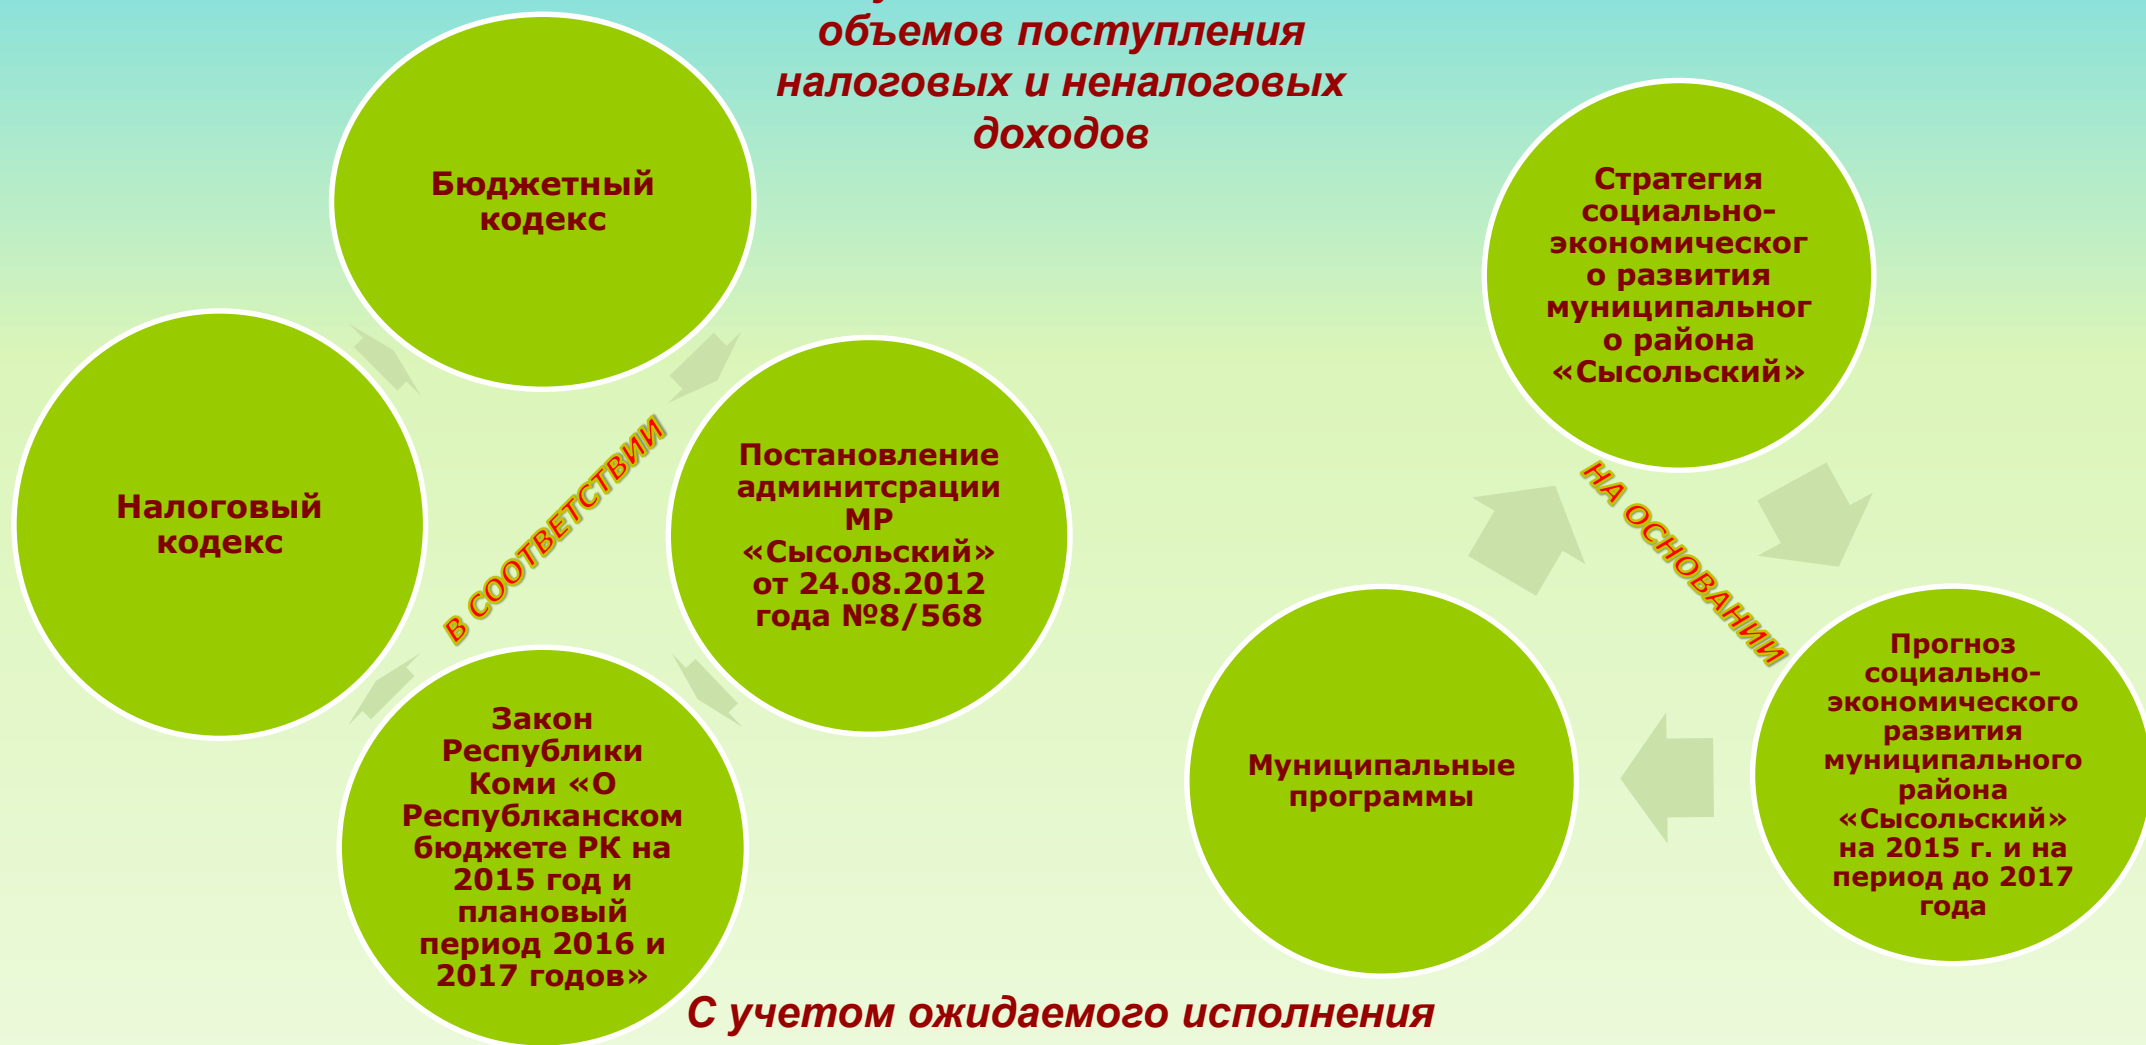 объемов поступления
налоговых и неналоговых
доходов
Бюджетный
кодекс
Налоговый
кодекс
В СООТВЕТСТВИИ
Постановление
админитсрации
МР
«Сысольский»
от 24.08.2012
года №8/568
Закон
Республики
Коми «О
Республканском
бюджете РК на
2015 год и
плановый
период 2016 и
2017 годов»
Стратегия
социально-
экономическог
о развития
муниципальног
о района
«Сысольский»
НА ОСНОВАНИИ
Муниципальные
программы
Прогноз
социально-
экономического
развития
муниципального
района
«Сысольский»
на 2015 г. и на
период до 2017
года
С учетом ожидаемого исполнения